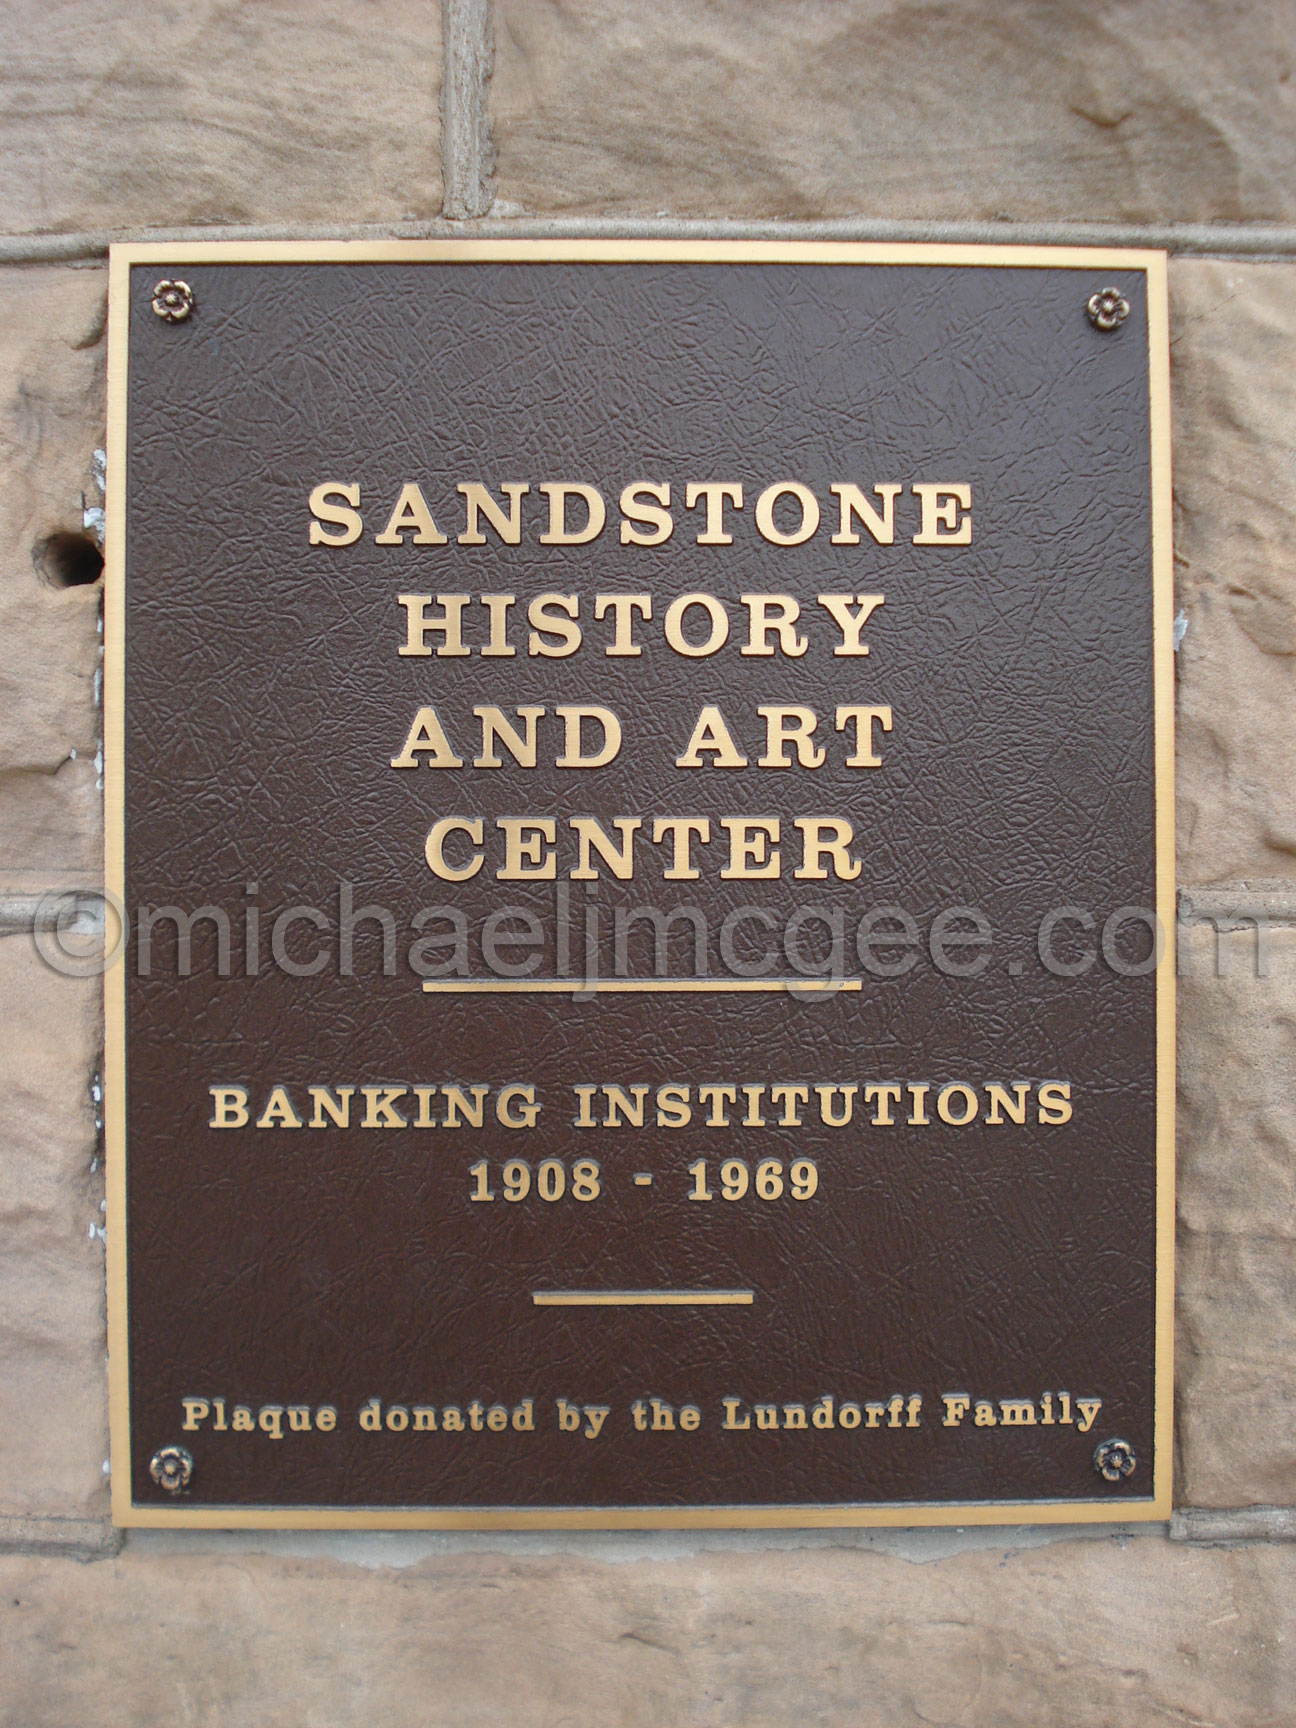 SANDSTONE
HISTORY
AND ART
CENTER
©michaeljmcgee.com
BANKING INSTITUTIONS
1908 - 1969
Plaque donated by the Lundorff Family